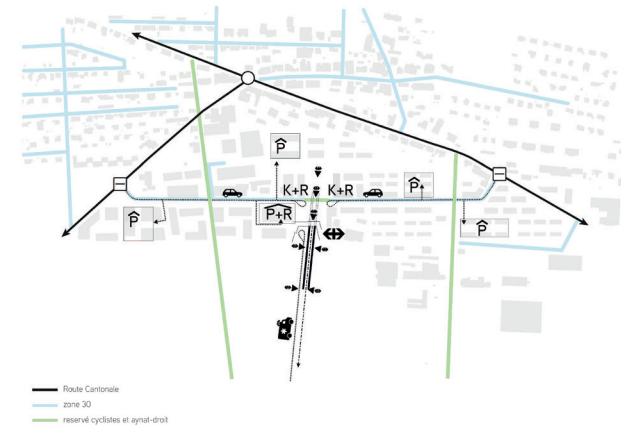 P
K+R K+R
P
P
P+R
P
Route Cantonale
zone 30
reservé cyclistes et aynat-droit